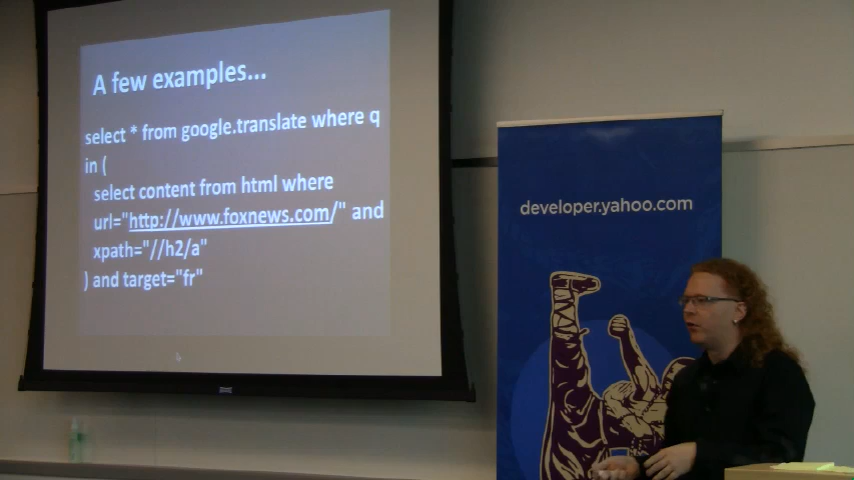 A few examples...
select * from google.translate where q
in (
select content from html where
url="http://www.foxnews.com/" and
xpath="//h2/a"
) and target="fr"
developer.yahoo.com